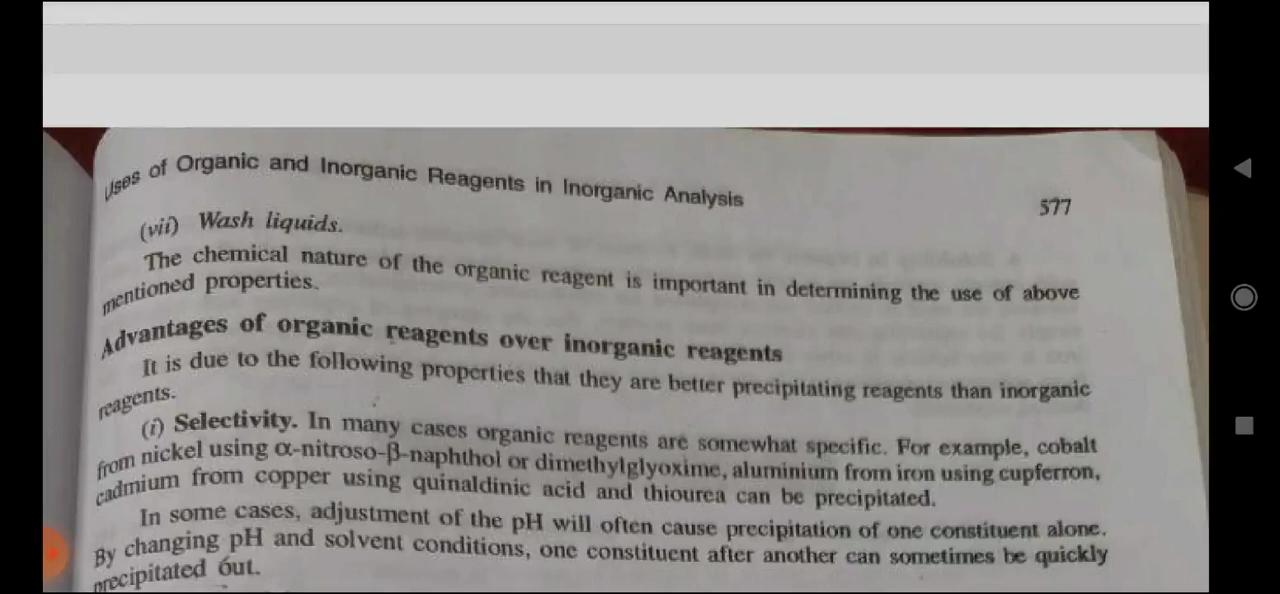 Uses of Organic and Inorganic Reagents in Inorganic Analysis 577
(vii) Wash liquids.
The chemical nature of the organic reagent is important in determining the use of above
mentioned properties.
Advantages of organic reagents over inorganic reagents
It is due to the following properties that they are better precipitating reagents than inorganic
reagents.
(i) Selectivity. In many cases organic reagents are somewhat specific. For example, cobalt
from nickel using α-nitroso-β-naphthol or dimethylglyoxime, aluminium from iron using cupferron,
cadmium from copper using quinaldinic acid and thiourea can be precipitated.
In some cases, adjustment of the pH will often cause precipitation of one constituent alone.
By changing pH and solvent conditions, one constituent after another can sometimes be quickly
precipitated out.